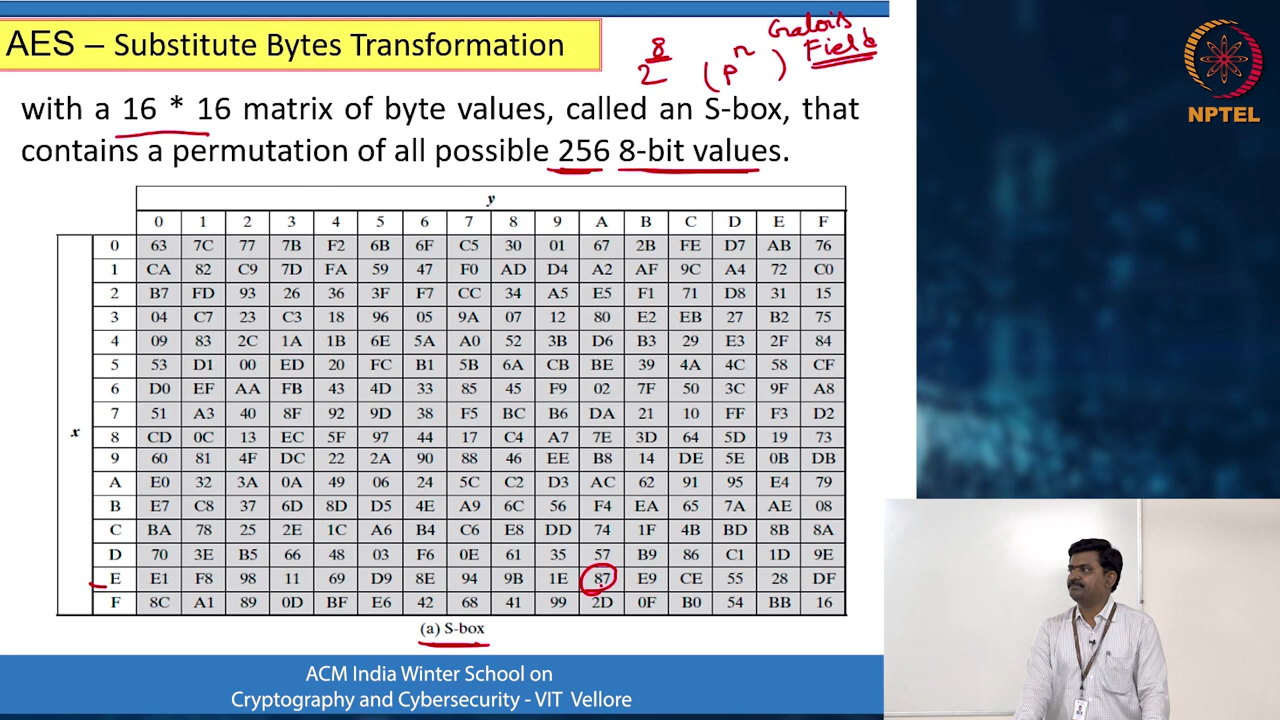 AES – Substitute Bytes Transformation
2^8 (p^n) Galois Field
with a 16 * 16 matrix of byte values, called an S-box, that
contains a permutation of all possible 256 8-bit values.
y
0 1 2 3 4 5 6 7 8 9 A B C D E F
0 63 7C 77 7B F2 6B 6F C5 30 01 67 2B FE D7 AB 76
1 CA 82 C9 7D FA 59 47 F0 AD D4 A2 AF 9C A4 72 C0
2 B7 FD 93 26 36 3F F7 CC 34 A5 E5 F1 71 D8 31 15
3 04 C7 23 C3 18 96 05 9A 07 12 80 E2 EB 27 B2 75
4 09 83 2C 1A 1B 6E 5A A0 52 3B D6 B3 29 E3 2F 84
5 53 D1 00 ED 20 FC B1 5B 6A CB BE 39 4A 4C 58 CF
6 D0 EF AA FB 43 4D 33 85 45 F9 02 7F 50 3C 9F A8
7 51 A3 40 8F 92 9D 38 F5 BC B6 DA 21 10 FF F3 D2
x
8 CD 0C 13 EC 5F 97 44 17 C4 A7 7E 3D 64 5D 19 73
9 60 81 4F DC 22 2A 90 88 46 EE B8 14 DE 5E 0B DB
A E0 32 3A 0A 49 06 24 5C C2 D3 AC 62 91 95 E4 79
B E7 C8 37 6D 8D D5 4E A9 6C 56 F4 EA 65 7A AE 08
C BA 78 25 2E 1C A6 B4 C6 E8 DD 74 1F 4B BD 8B 8A
D 70 3E B5 66 48 03 F6 0E 61 35 57 B9 86 C1 1D 9E
E E1 F8 98 11 69 D9 8E 94 9B 1E 87 E9 CE 55 28 DF
F 8C A1 89 0D BF E6 42 68 41 99 2D 0F B0 54 BB 16
(a) S-box
ACM India Winter School on
Cryptography and Cybersecurity - VIT Vellore
NPTEL